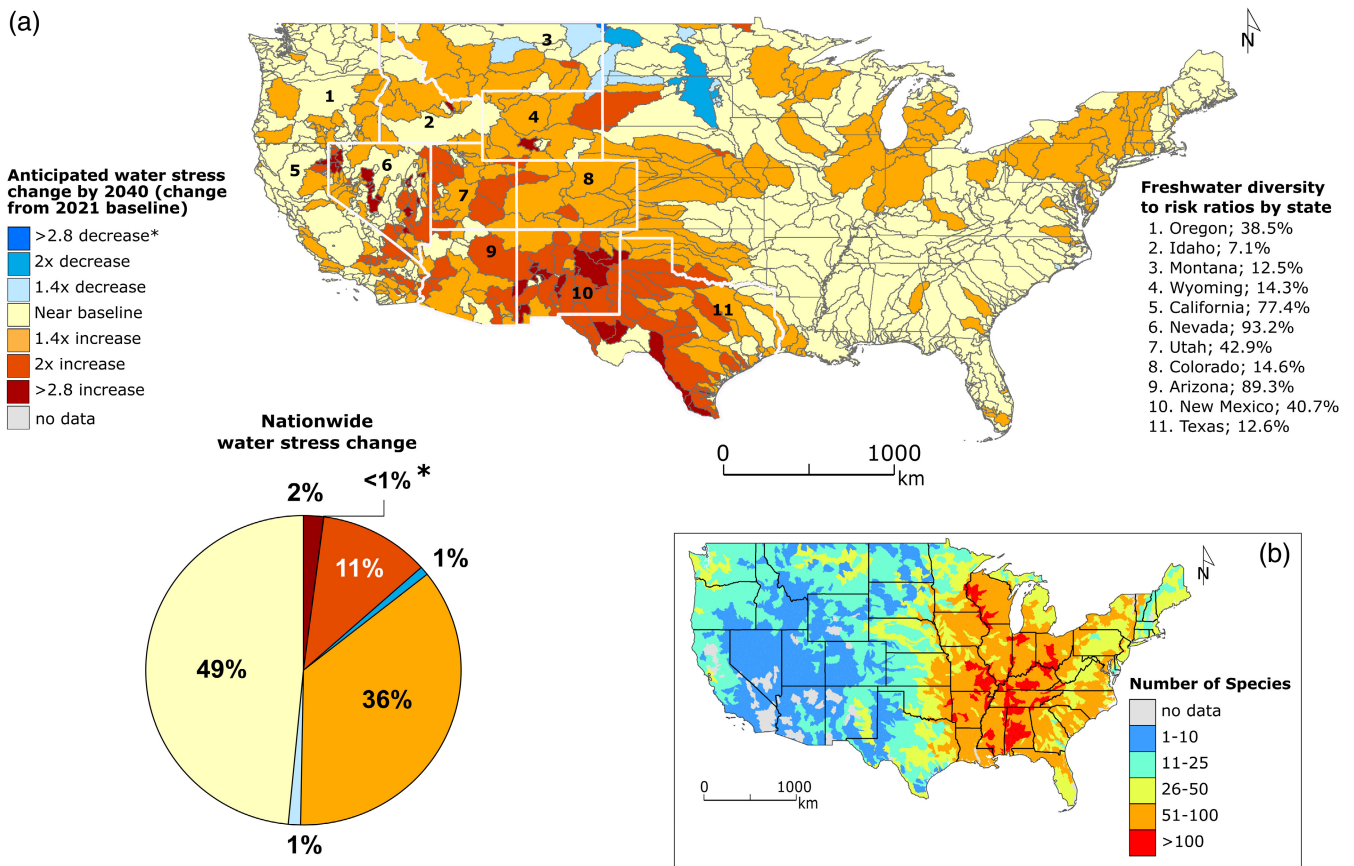 (a)
N
1
2
3
4
5
6
7
8
9
10
11
Anticipated water stress
change by 2040 (change
from 2021 baseline)
>2.8 decrease*
2x decrease
1.4x decrease
Near baseline
1.4x increase
2x increase
>2.8 increase
no data
Freshwater diversity
to risk ratios by state
1. Oregon; 38.5%
2. Idaho; 7.1%
3. Montana; 12.5%
4. Wyoming; 14.3%
5. California; 77.4%
6. Nevada; 93.2%
7. Utah; 42.9%
8. Colorado; 14.6%
9. Arizona; 89.3%
10. New Mexico; 40.7%
11. Texas; 12.6%
0 1000
km
Nationwide
water stress change
2%
<1% *
11%
1%
49%
36%
1%
(b)
N
Number of Species
no data
1-10
11-25
26-50
51-100
>100
0 1000
km